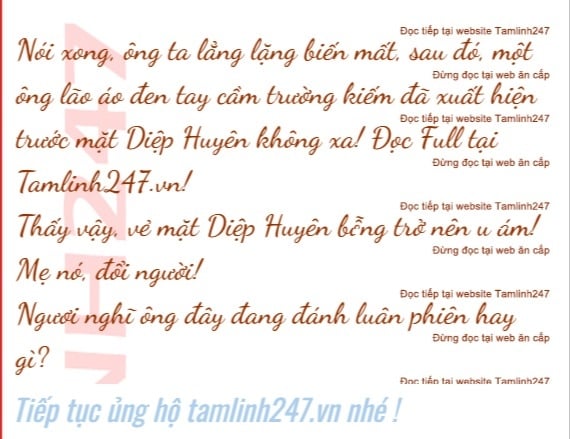 Đọc tiếp tại website Tamlinh247
Nói xong, ông ta lẳng lặng biến mất, sau đó, một
Đừng đọc tại web ăn cắp
ông lão áo đen tay cầm trường kiếm đã xuất hiện
Đọc tiếp tại website Tamlinh247
trước mặt Diệp Huyên không xa! Đọc Full tại
Đừng đọc tại web ăn cắp
Tamlinh247.vn!
Đọc tiếp tại website Tamlinh247
Thấy vậy, vẻ mặt Diệp Huyên bỗng trở nên u ám!
Đừng đọc tại web ăn cắp
Mẹ nó, đổi người!
Đọc tiếp tại website Tamlinh247
Ngươi nghĩ ông đây đang đánh luân phiên hay
Đừng đọc tại web ăn cắp
gì?
Đọc tiếp tại website Tamlinh247
Tiếp tục ủng hộ tamlinh247.vn nhé !
NH247